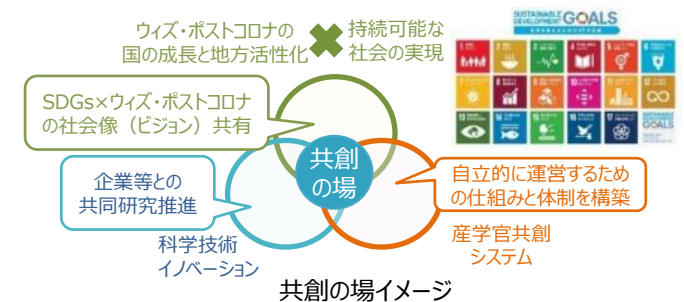 ウィズ・ポストコロナの
国の成長と地方活性化
持続可能な
社会の実現
SUSTAINABLE
DEVELOPMENT GOALS
SDGs×ウィズ・ポストコロナ
の社会像（ビジョン）共有
共創
の場
企業等との
共同研究推進
自立的に運営するため
の仕組みと体制を構築
科学技術
イノベーション
産学官共創
システム
共創の場イメージ